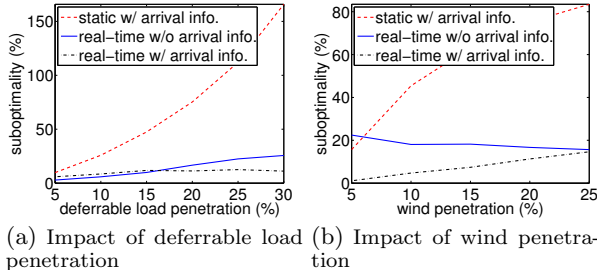 static w/ arrival info.
real-time w/o arrival info.
real-time w/ arrival info.
suboptimality (%)
150
100
50
0
5 10 15 20 25 30
deferrable load penetration (%)
(a) Impact of deferrable load
penetration
static w/ arrival info.
real-time w/o arrival info.
real-time w/ arrival info.
suboptimality (%)
80
60
40
20
0
5 10 15 20 25
wind penetration (%)
(b) Impact of wind penetra-
tion